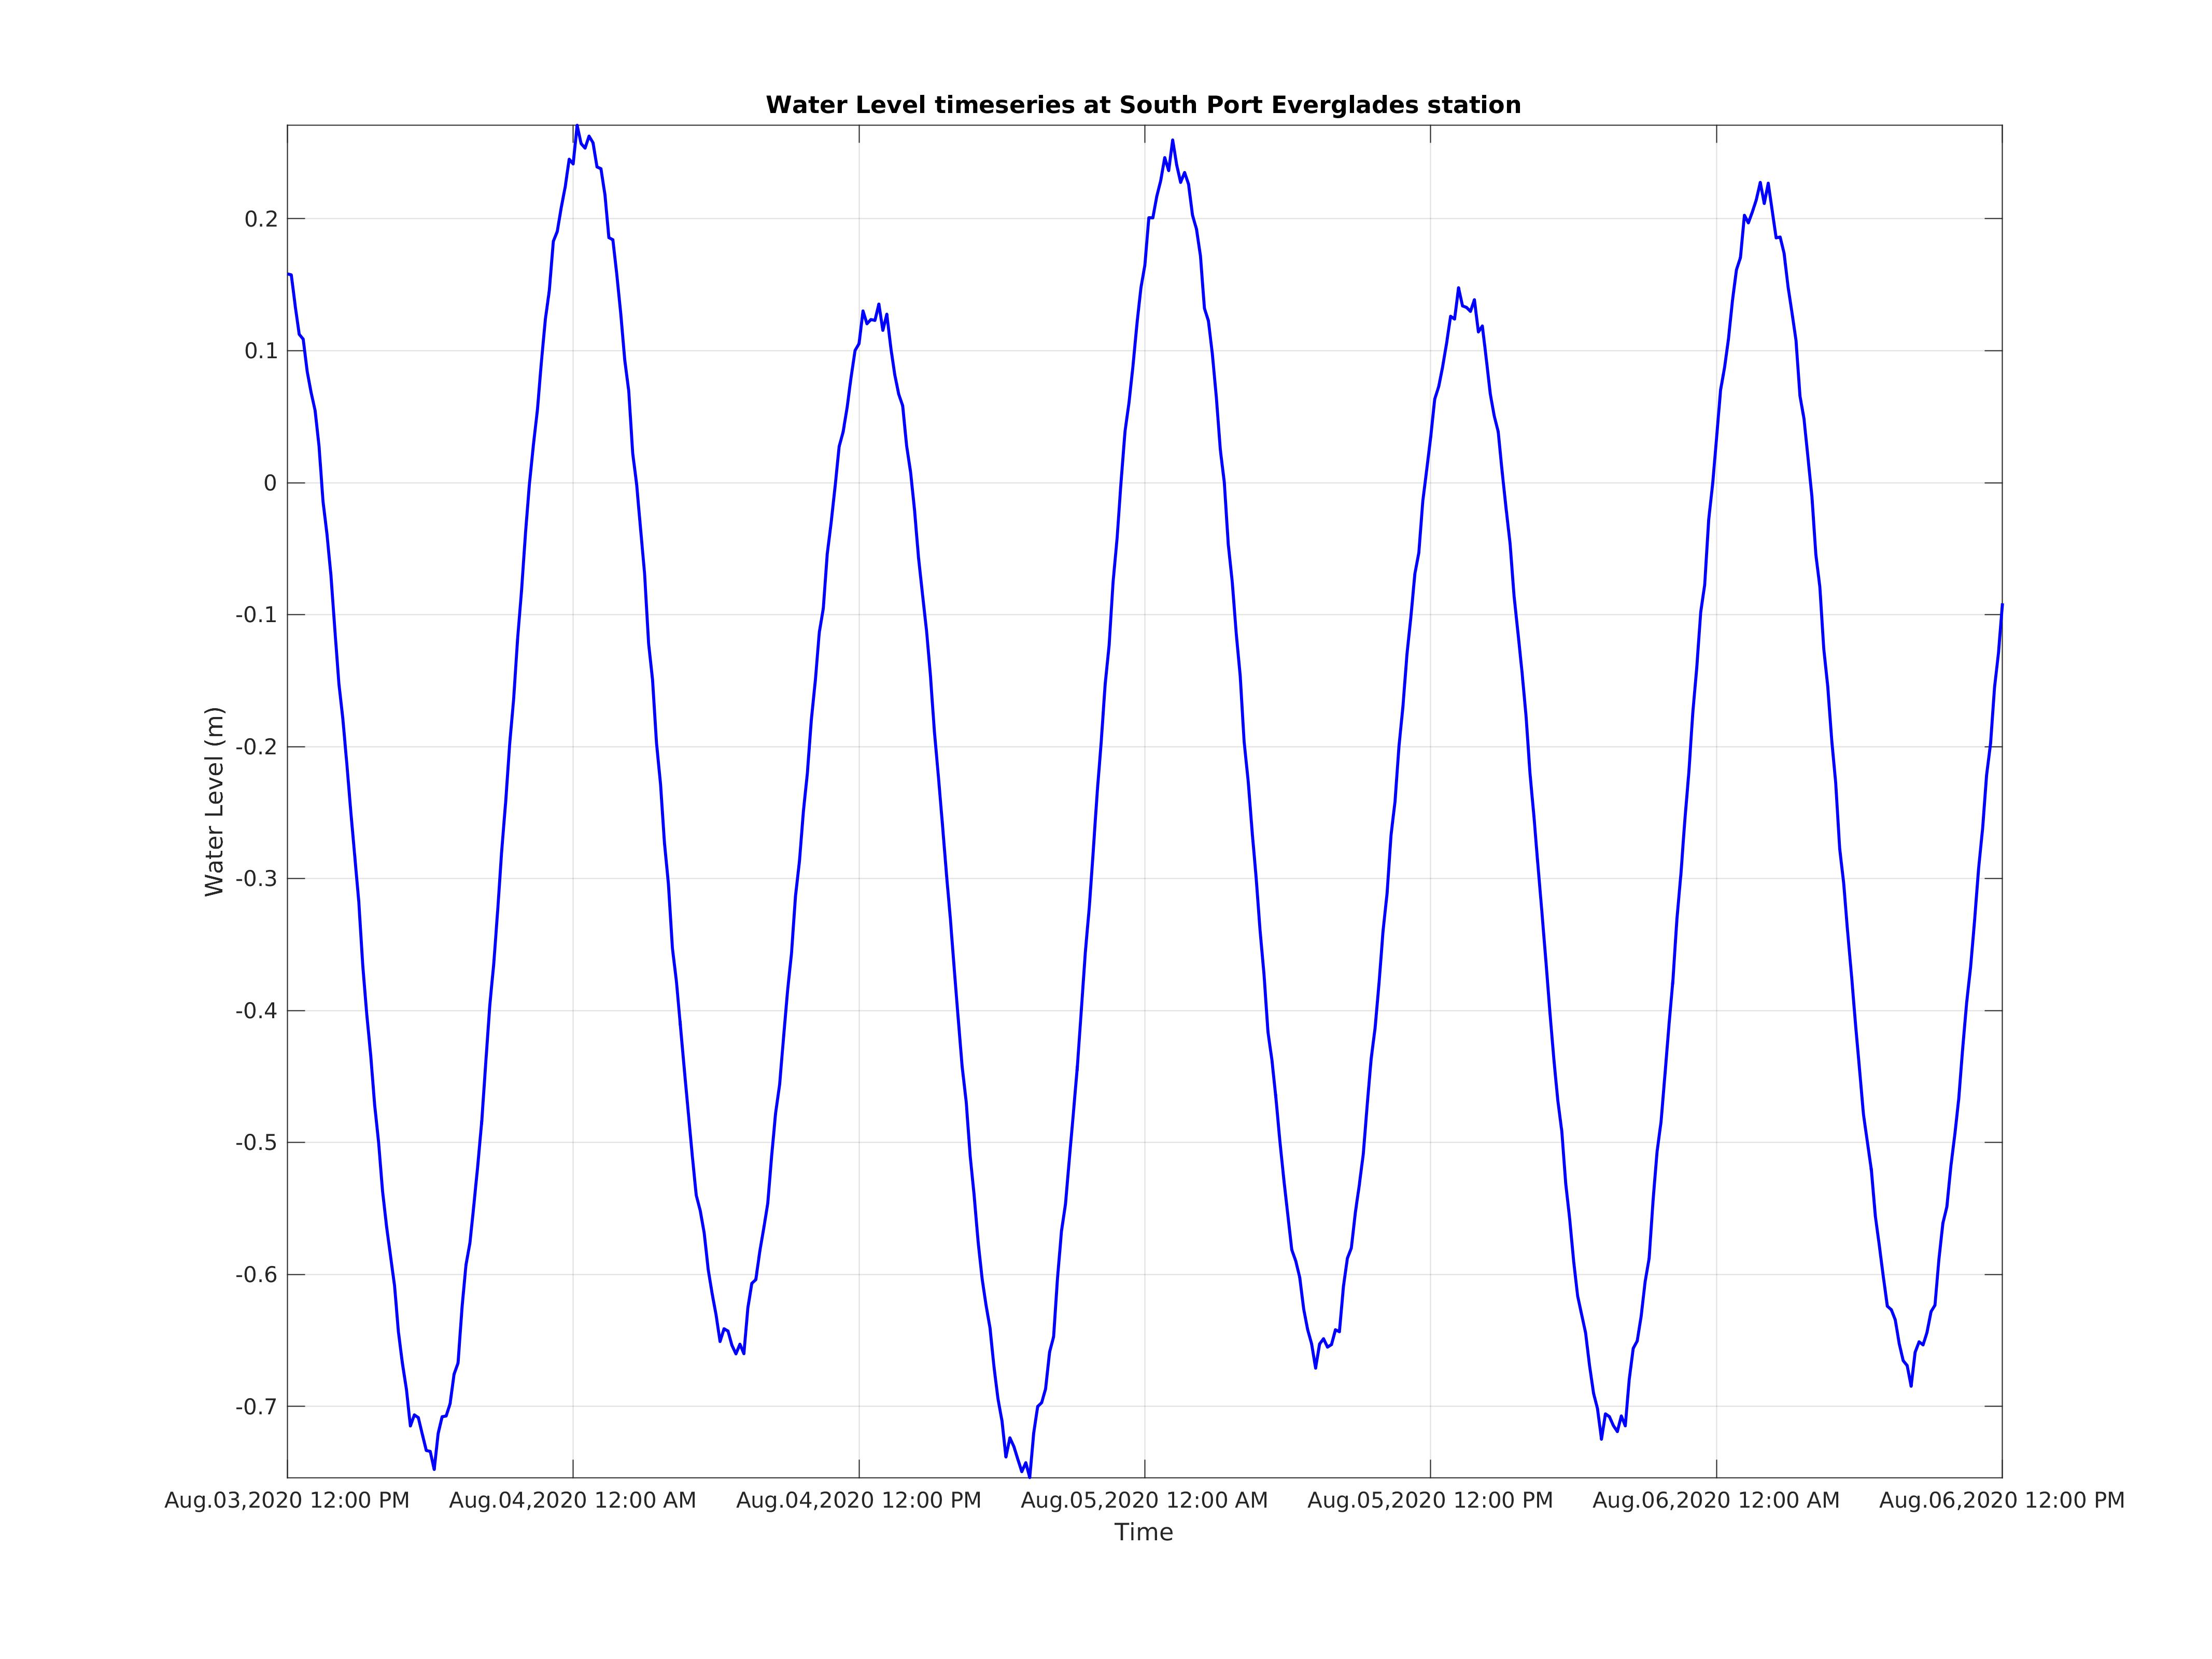 Water Level timeseries at South Port Everglades station
0.2
0.1
0
-0.1
-0.2
-0.3
-0.4
-0.5
-0.6
-0.7
Water Level (m)
Aug.03,2020 12:00 PM
Aug.04,2020 12:00 AM
Aug.04,2020 12:00 PM
Aug.05,2020 12:00 AM
Aug.05,2020 12:00 PM
Aug.06,2020 12:00 AM
Aug.06,2020 12:00 PM
Time